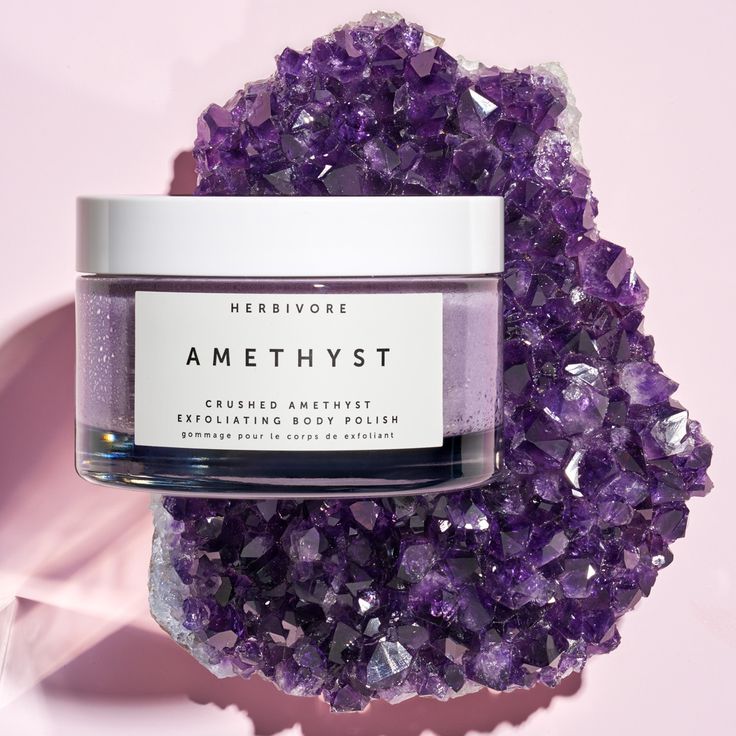 HERBIVORE
AMETHYST
CRUSHED AMETHYST
EXFOLIATING BODY POLISH
gommage pour le corps de exfoliant